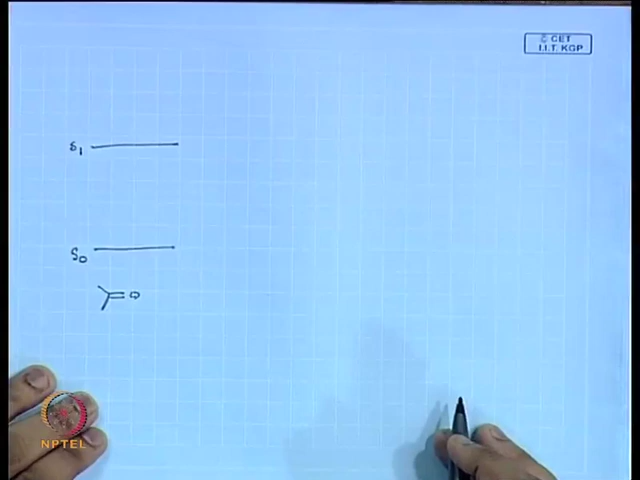 © CET
I.I.T. KGP
S₁
S₀
O
NPTEL